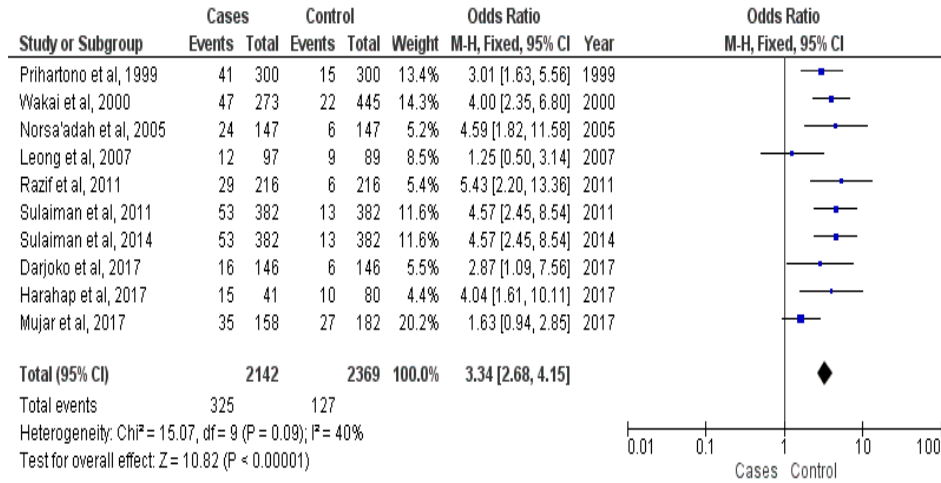 Cases Control Odds Ratio Odds Ratio
Study or Subgroup Events Total Events Total Weight M-H, Fixed, 95% CI Year M-H, Fixed, 95% CI
Prihartono et al, 1999 41 300 15 300 13.4% 3.01 [1.63, 5.56] 1999
Wakai et al, 2000 47 273 22 445 14.3% 4.00 [2.35, 6.80] 2000
Norsa'adah et al, 2005 24 147 6 147 5.2% 4.59 [1.82, 11.58] 2005
Leong et al, 2007 12 97 9 89 8.5% 1.25 [0.50, 3.14] 2007
Razif et al, 2011 29 216 6 216 5.4% 5.43 [2.20, 13.36] 2011
Sulaiman et al, 2011 53 382 13 382 11.6% 4.57 [2.45, 8.54] 2011
Sulaiman et al, 2014 53 382 13 382 11.6% 4.57 [2.45, 8.54] 2014
Darjoko et al, 2017 16 146 6 146 5.5% 2.87 [1.09, 7.56] 2017
Harahap et al, 2017 15 41 10 80 4.4% 4.04 [1.61, 10.11] 2017
Mujar et al, 2017 35 158 27 182 20.2% 1.63 [0.94, 2.85] 2017
Total (95% CI) 2142 2369 100.0% 3.34 [2.68, 4.15]
Total events 325 127
Heterogeneity: Chi² = 15.07, df = 9 (P = 0.09); I² = 40%
Test for overall effect: Z = 10.82 (P < 0.00001)
0.01 0.1 1 10 100
Cases Control